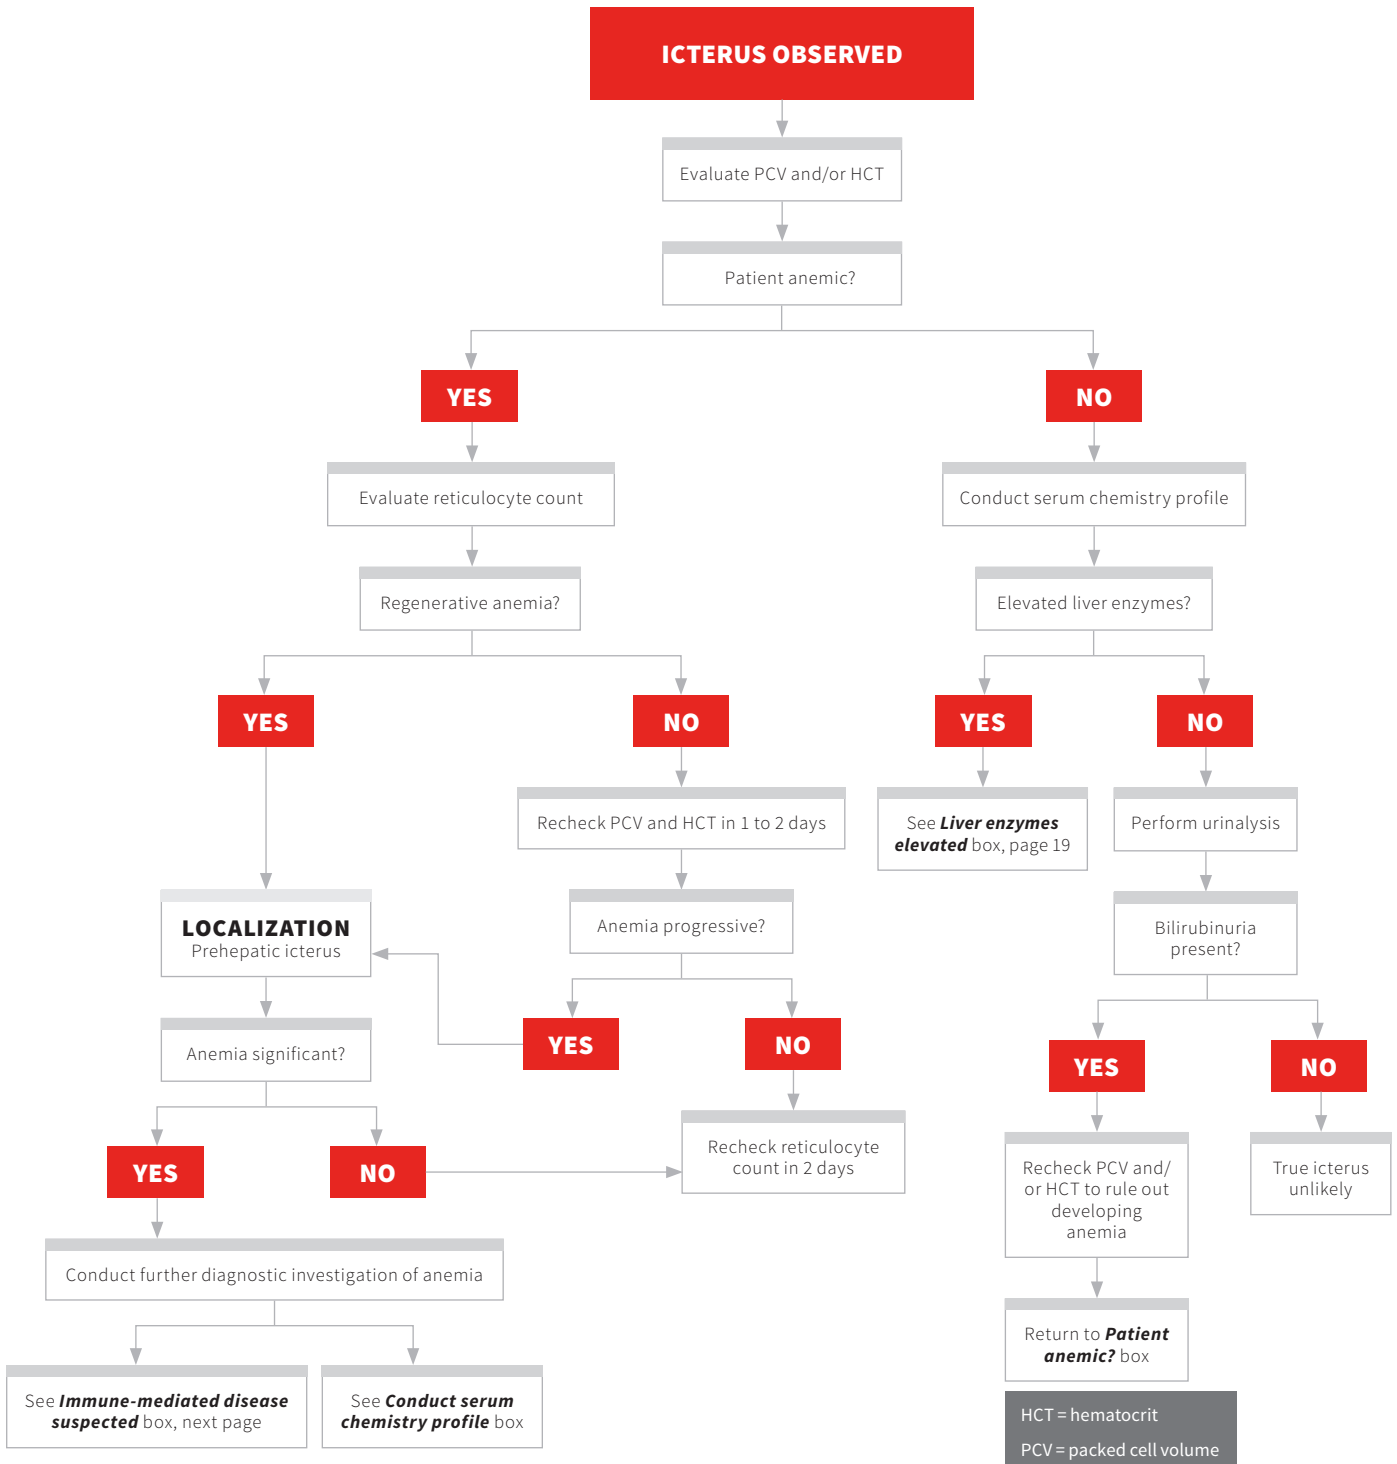 ICTERUS OBSERVED
Evaluate PCV and/or HCT
Patient anemic?
YES
NO
Evaluate reticulocyte count
Conduct serum chemistry profile
Regenerative anemia?
Elevated liver enzymes?
YES
NO
YES
NO
Recheck PCV and HCT in 1 to 2 days
See Liver enzymes
elevated box, page 19
Perform urinalysis
LOCALIZATION
Prehepatic icterus
Anemia progressive?
Bilirubinuria
present?
Anemia significant?
YES
NO
YES
NO
YES
NO
Recheck reticulocyte
count in 2 days
Recheck PCV and/
or HCT to rule out
developing
anemia
True icterus
unlikely
Conduct further diagnostic investigation of anemia
Return to Patient
anemic? box
See Immune-mediated disease
suspected box, next page
See Conduct serum
chemistry profile box
HCT = hematocrit
PCV = packed cell volume